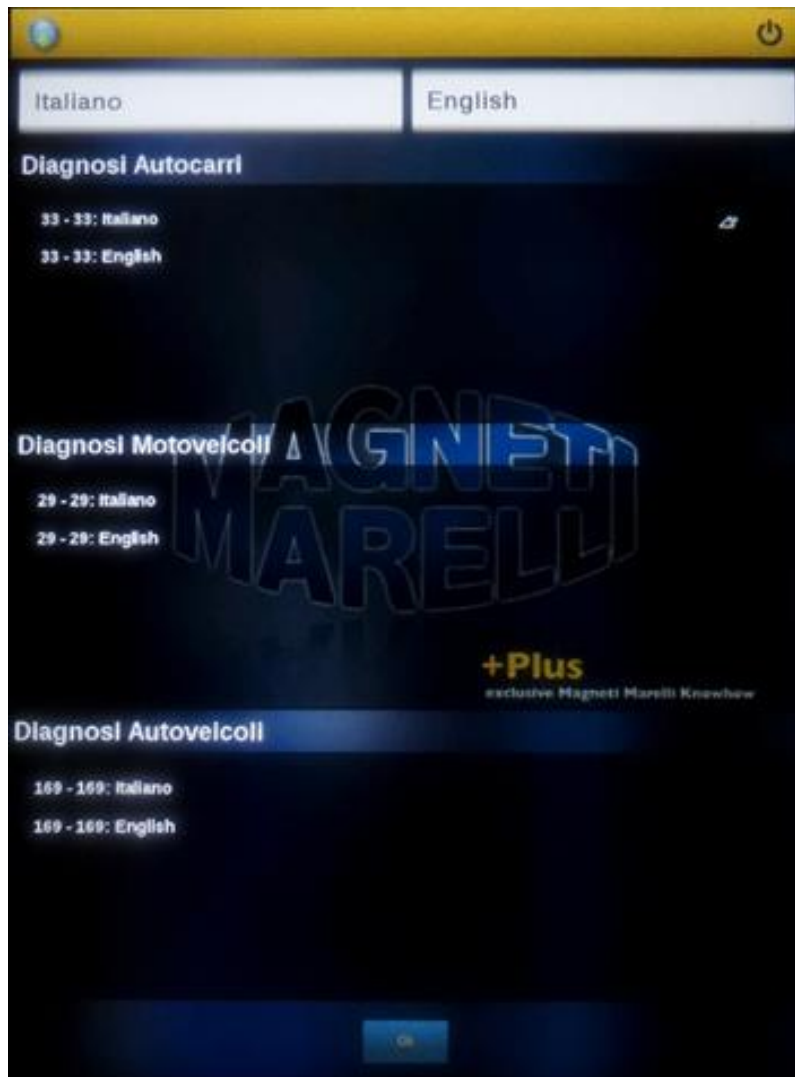 Italiano
English
Diagnosi Autocarri
33 - 33: Italiano
33 - 33: English
MAGNETI
Diagnosi Motoveicoli
MARELLI
29 - 29: Italiano
29 - 29: English
+Plus
exclusive Magneti Marelli Knowhow
Diagnosi Autoveicoli
169 - 169: Italiano
169 - 169: English
Ok